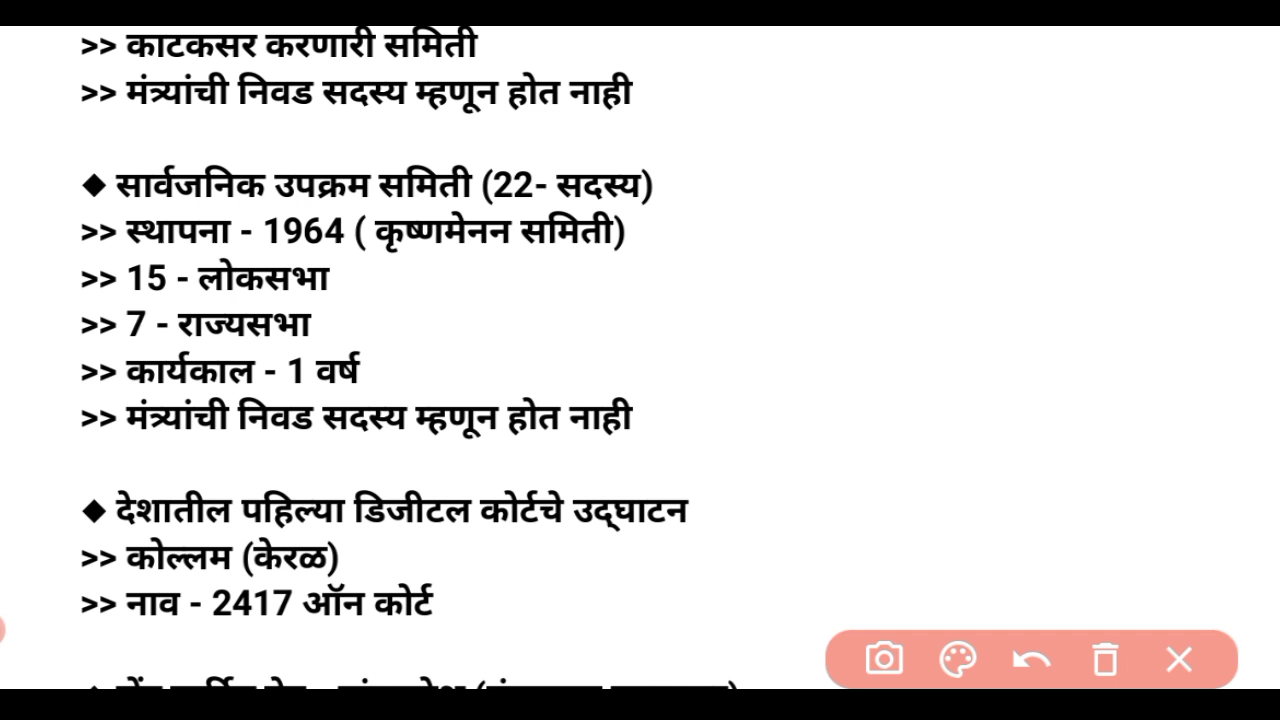 >> काटकसर करणारी समिती
>> मंत्र्यांची निवड सदस्य म्हणून होत नाही
◆ सार्वजनिक उपक्रम समिती (22- सदस्य)
>> स्थापना - 1964 ( कृष्णमेनन समिती)
>> 15 - लोकसभा
>> 7 - राज्यसभा
>> कार्यकाल - 1 वर्ष
>> मंत्र्यांची निवड सदस्य म्हणून होत नाही
◆ देशातील पहिल्या डिजीटल कोर्टचे उद्घाटन
>> कोल्लम (केरळ)
>> नाव - 2417 ऑन कोर्ट